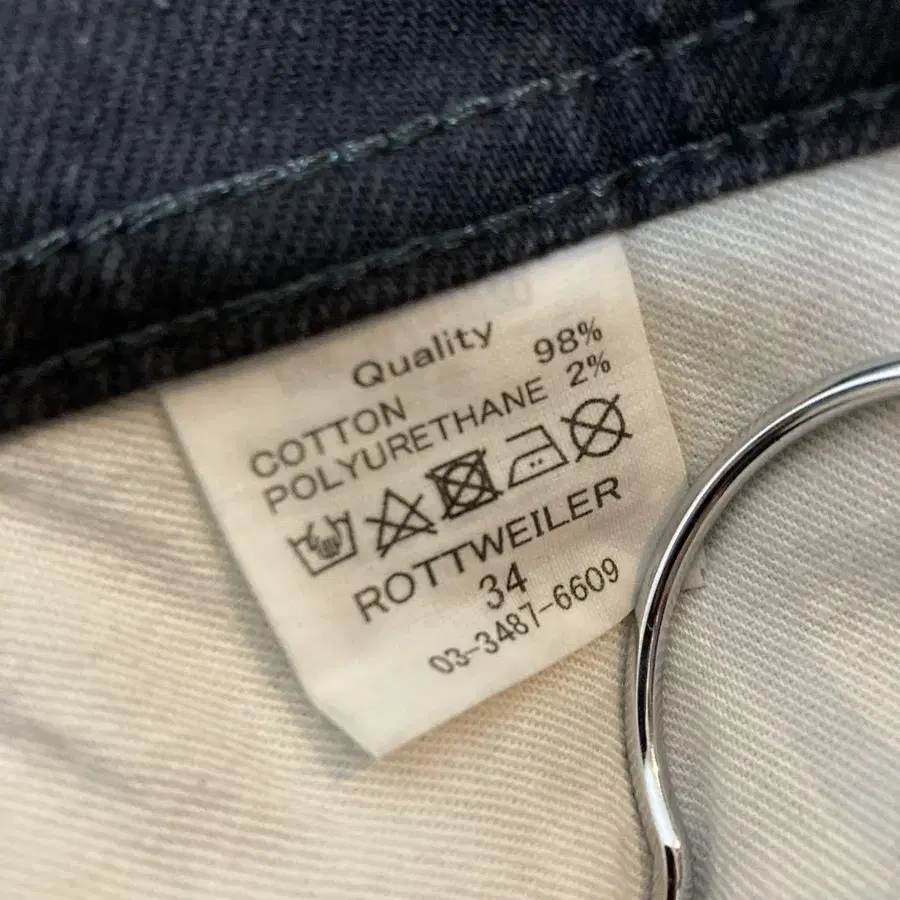 Quality
COTTON 98%
POLYURETHANE 2%
ROTTWEILER
34
03-3487-6609